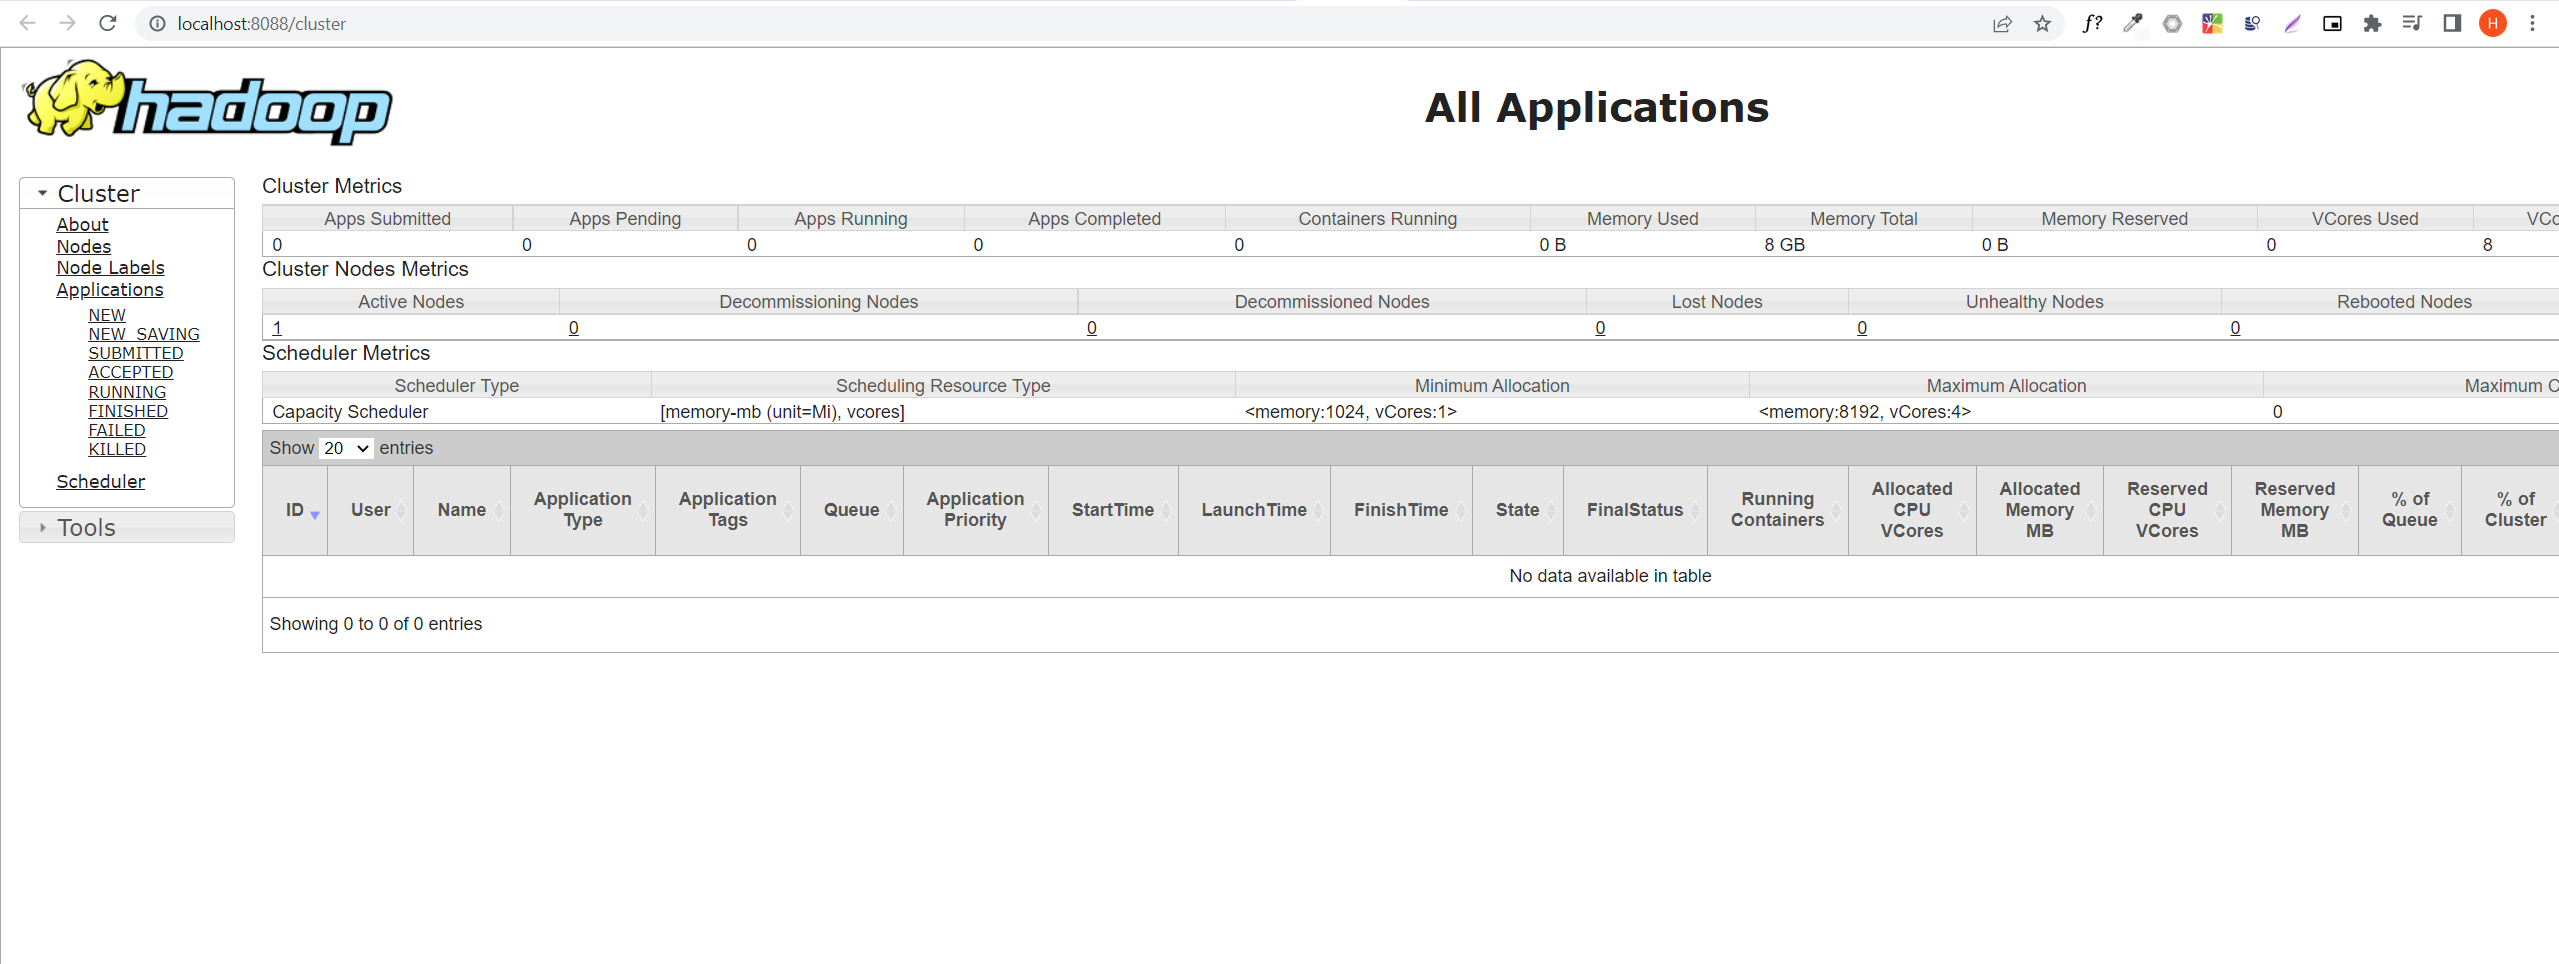 localhost:8088/cluster
f?
H
hadoop
All Applications
Cluster
About
Nodes
Node Labels
Applications
NEW
NEW_SAVING
SUBMITTED
ACCEPTED
RUNNING
FINISHED
FAILED
KILLED
Scheduler
Tools
Cluster Metrics
Apps Submitted Apps Pending Apps Running Apps Completed Containers Running Memory Used Memory Total Memory Reserved VCores Used VCo
0 0 0 0 0 0 B 8 GB 0 B 0 8
Cluster Nodes Metrics
Active Nodes Decommissioning Nodes Decommissioned Nodes Lost Nodes Unhealthy Nodes Rebooted Nodes
1 0 0 0 0 0
Scheduler Metrics
Scheduler Type Scheduling Resource Type Minimum Allocation Maximum Allocation Maximum C
Capacity Scheduler [memory-mb (unit=Mi), vcores] <memory:1024, vCores:1> <memory:8192, vCores:4> 0
Show 20 entries
ID User Name Application Type Application Tags Queue Application Priority StartTime LaunchTime FinishTime State FinalStatus Running Containers Allocated CPU VCores Allocated Memory MB Reserved CPU VCores Reserved Memory MB % of Queue % of Cluster
No data available in table
Showing 0 to 0 of 0 entries